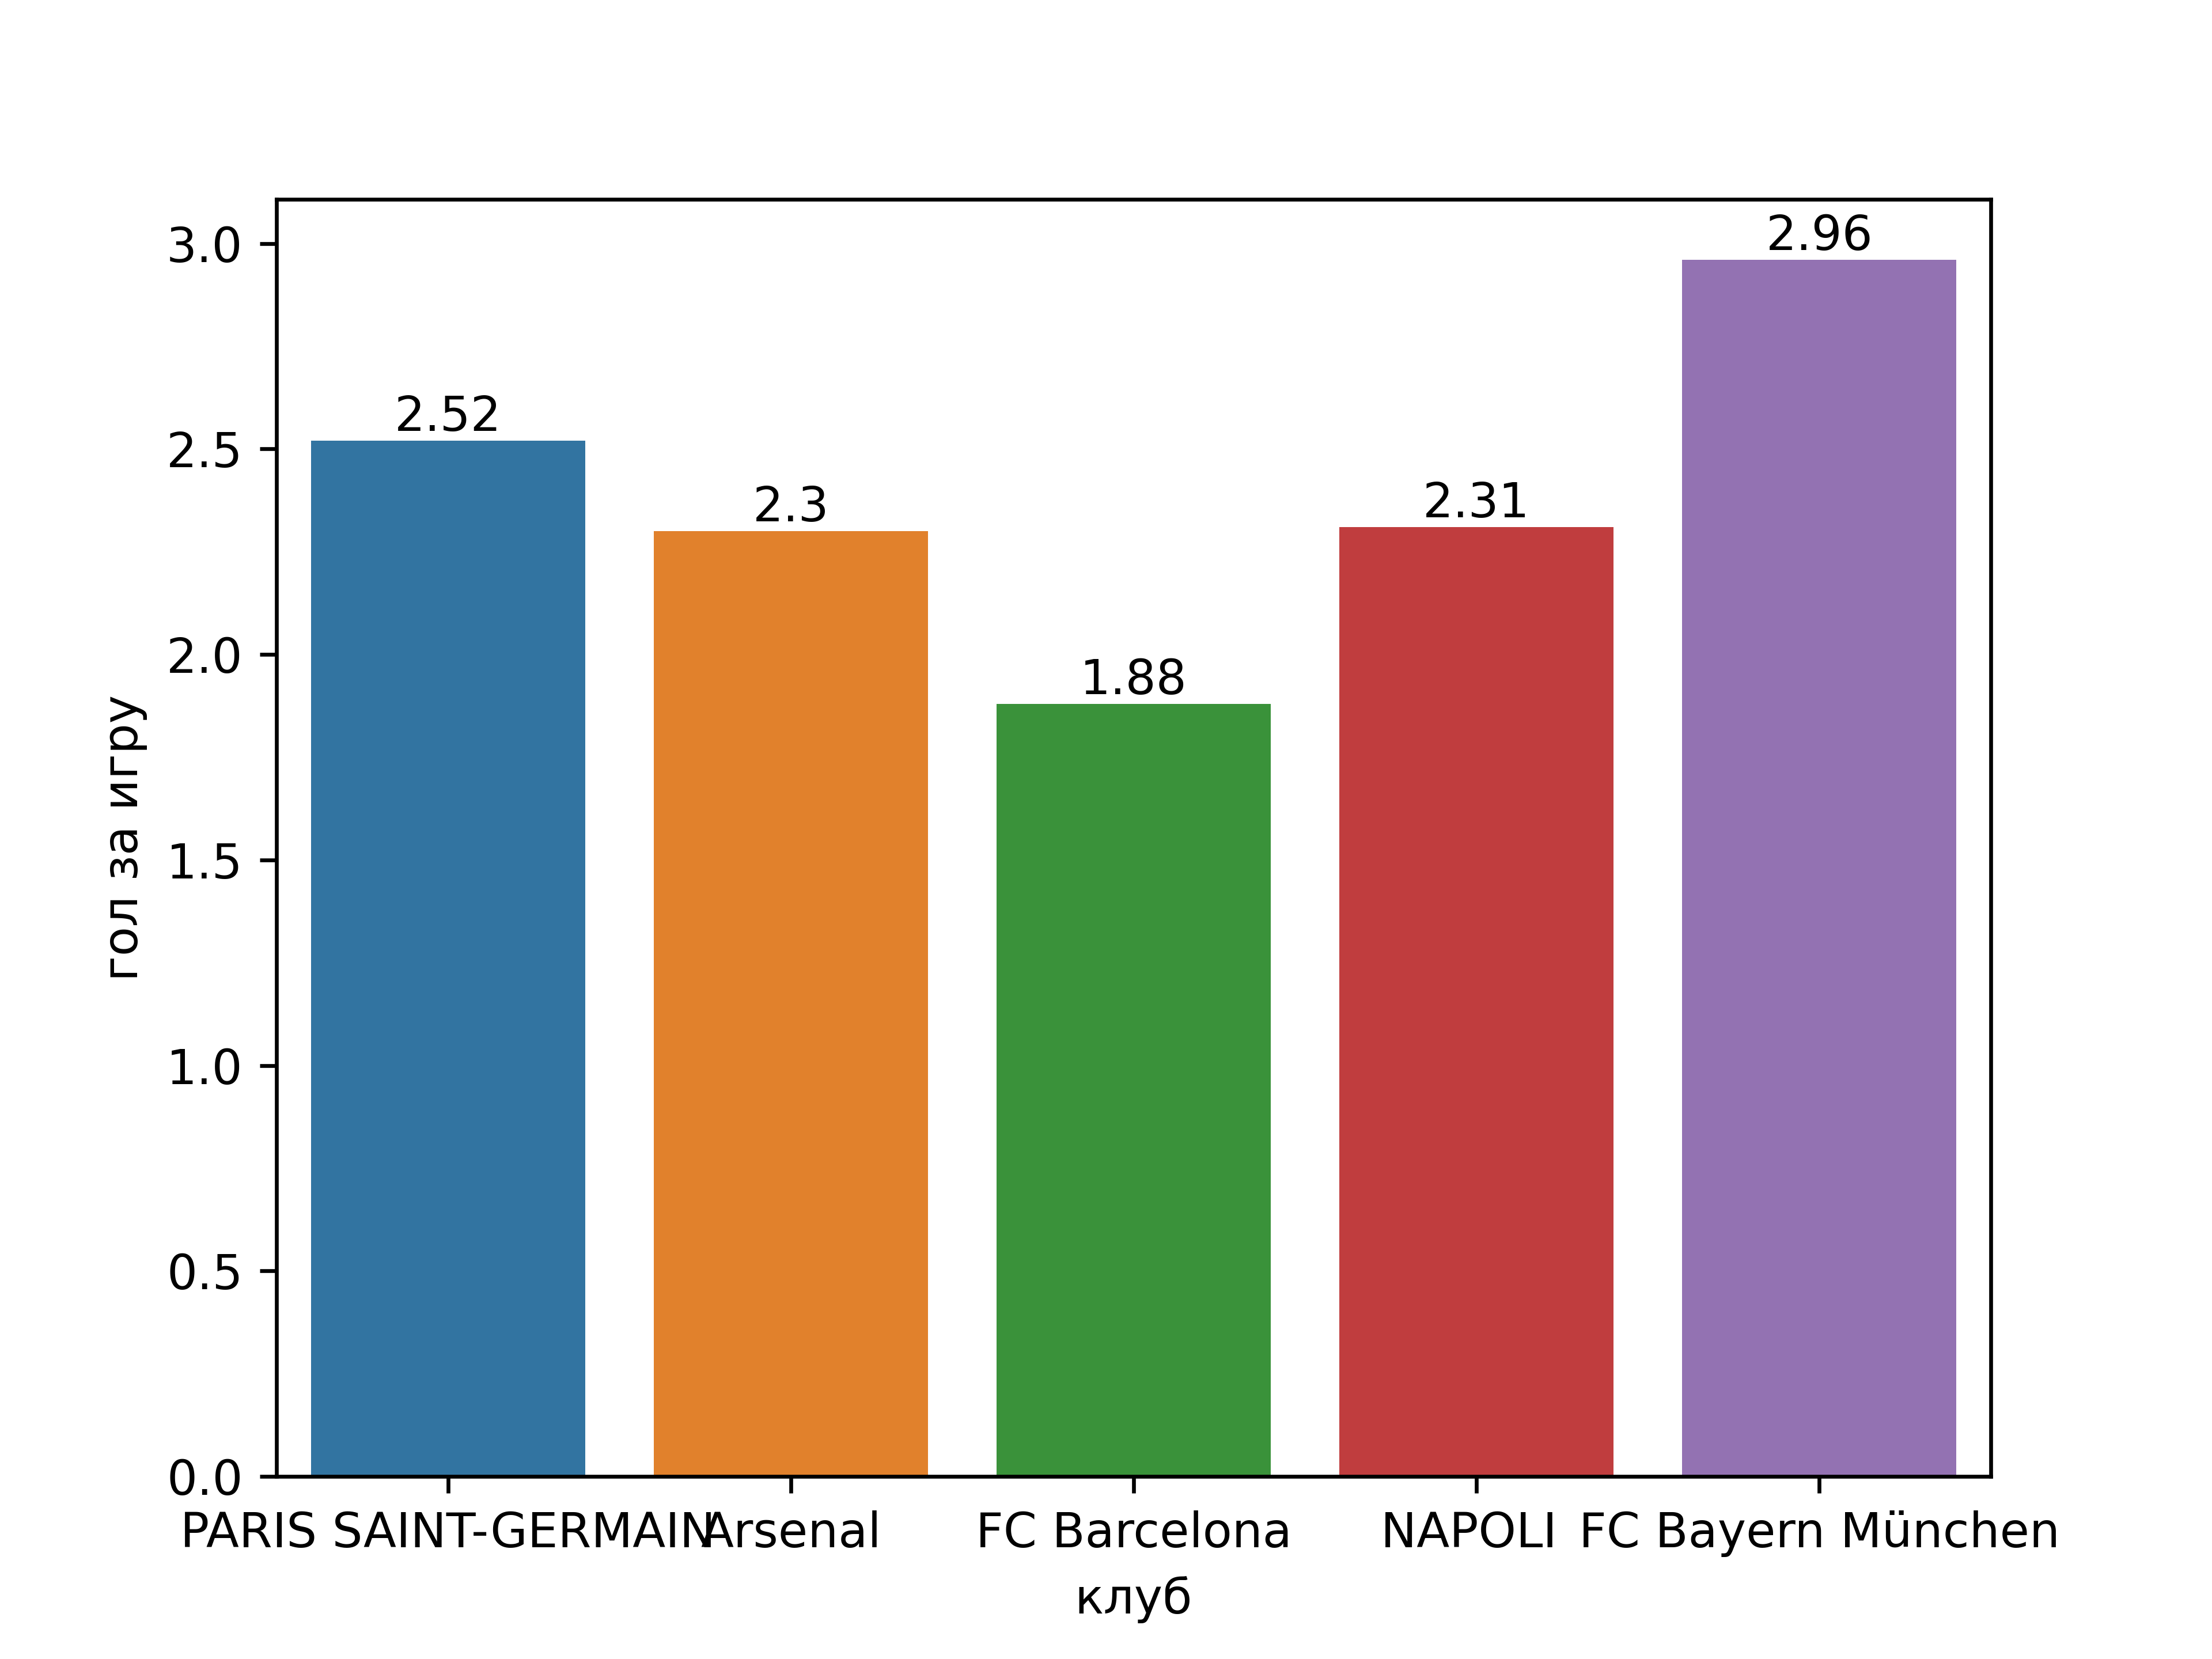 2.96
2.52
2.3
1.88
2.31
3.0
2.5
2.0
1.5
1.0
0.5
0.0
гол за игру
PARIS SAINT-GERMAIN
Arsenal
FC Barcelona
NAPOLI
FC Bayern München
клуб